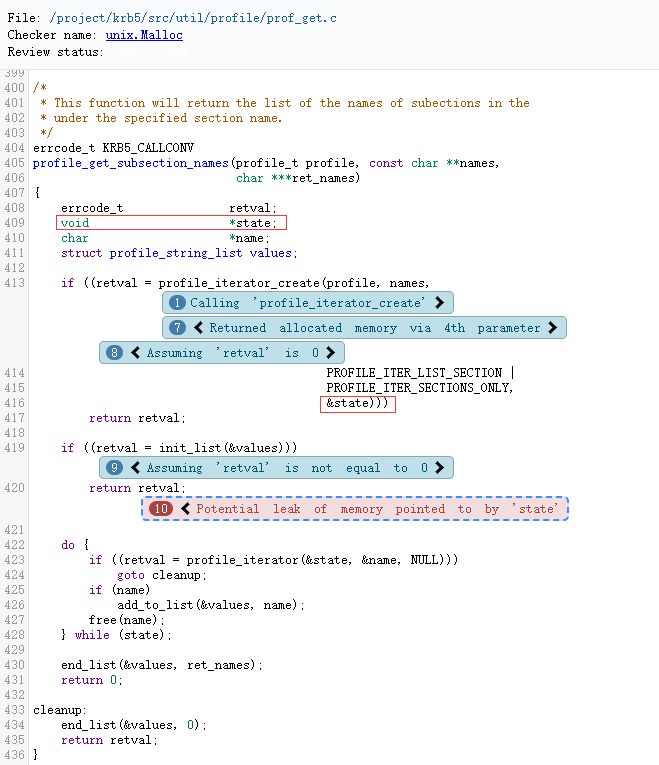 File: /project/krb5/src/util/profile/prof_get.c
Checker name: unix.Malloc
Review status:
399
400 /*
401  * This function will return the list of the names of subections in the
402  * under the specified section name.
403  */
404 errcode_t KRB5_CALLCONV
405 profile_get_subsection_names(profile_t profile, const char **names,
406                              char ***ret_names)
407 {
408     errcode_t               retval;
409     void                    *state;
410     char                    *name;
411     struct profile_string_list values;
412
413     if ((retval = profile_iterator_create(profile, names,
1 Calling 'profile_iterator_create' >
7 < Returned allocated memory via 4th parameter >
8 < Assuming 'retval' is 0 >
414                                           PROFILE_ITER_LIST_SECTION |
415                                           PROFILE_ITER_SECTIONS_ONLY,
416                                           &state)))
417         return retval;
418
419     if ((retval = init_list(&values)))
9 < Assuming 'retval' is not equal to 0 >
420         return retval;
10 < Potential leak of memory pointed to by 'state'
421
422     do {
423         if ((retval = profile_iterator(&state, &name, NULL)))
424             goto cleanup;
425         if (name)
426             add_to_list(&values, name);
427         free(name);
428     } while (state);
429
430     end_list(&values, ret_names);
431     return 0;
432
433 cleanup:
434     end_list(&values, 0);
435     return retval;
436 }